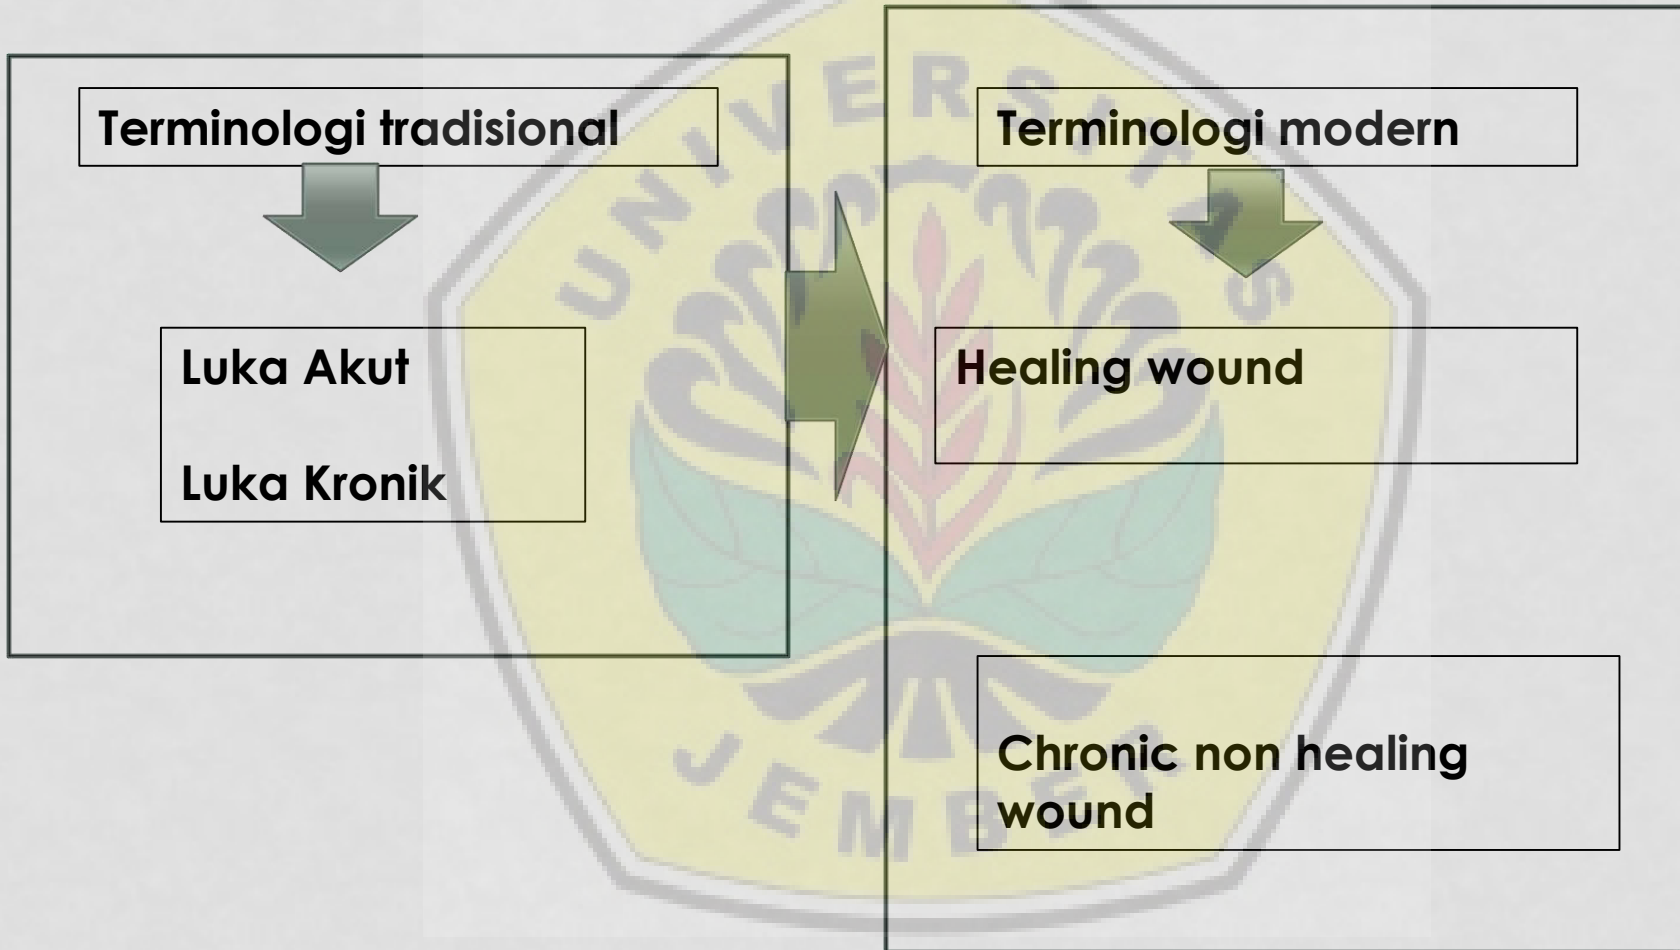 Terminologi tradisional
Luka Akut
Luka Kronik
Terminologi modern
Healing wound
Chronic non healing
wound
UNIVERSITAS
JEMBER